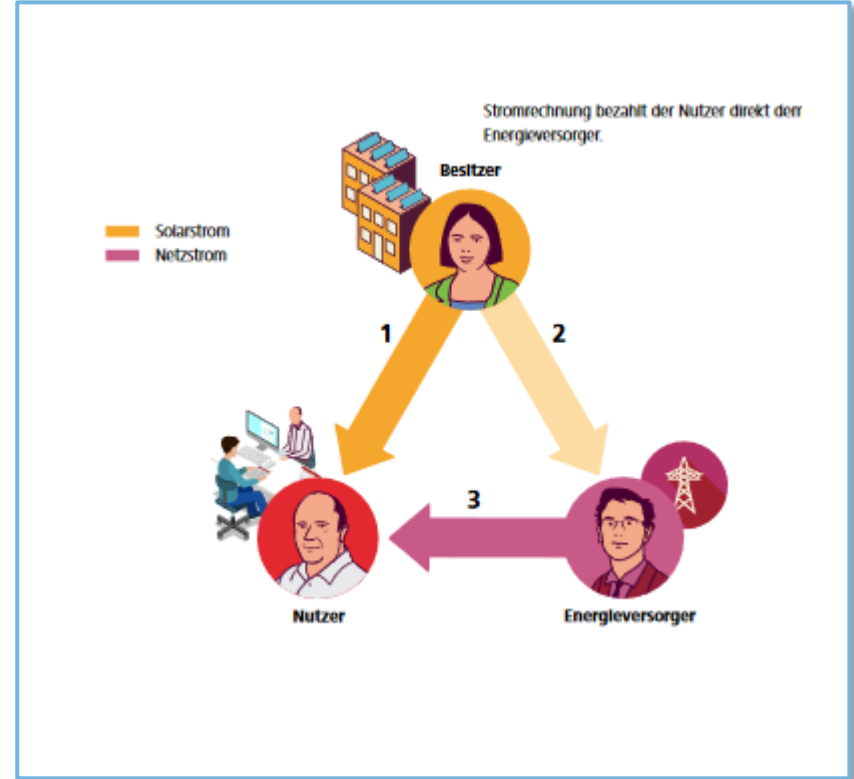 Stromrechnung bezahlt der Nutzer direkt dem
Energieversorger.
Besitzer
Solarstrom
Netzstrom
1
2
3
Nutzer
Energieversorger